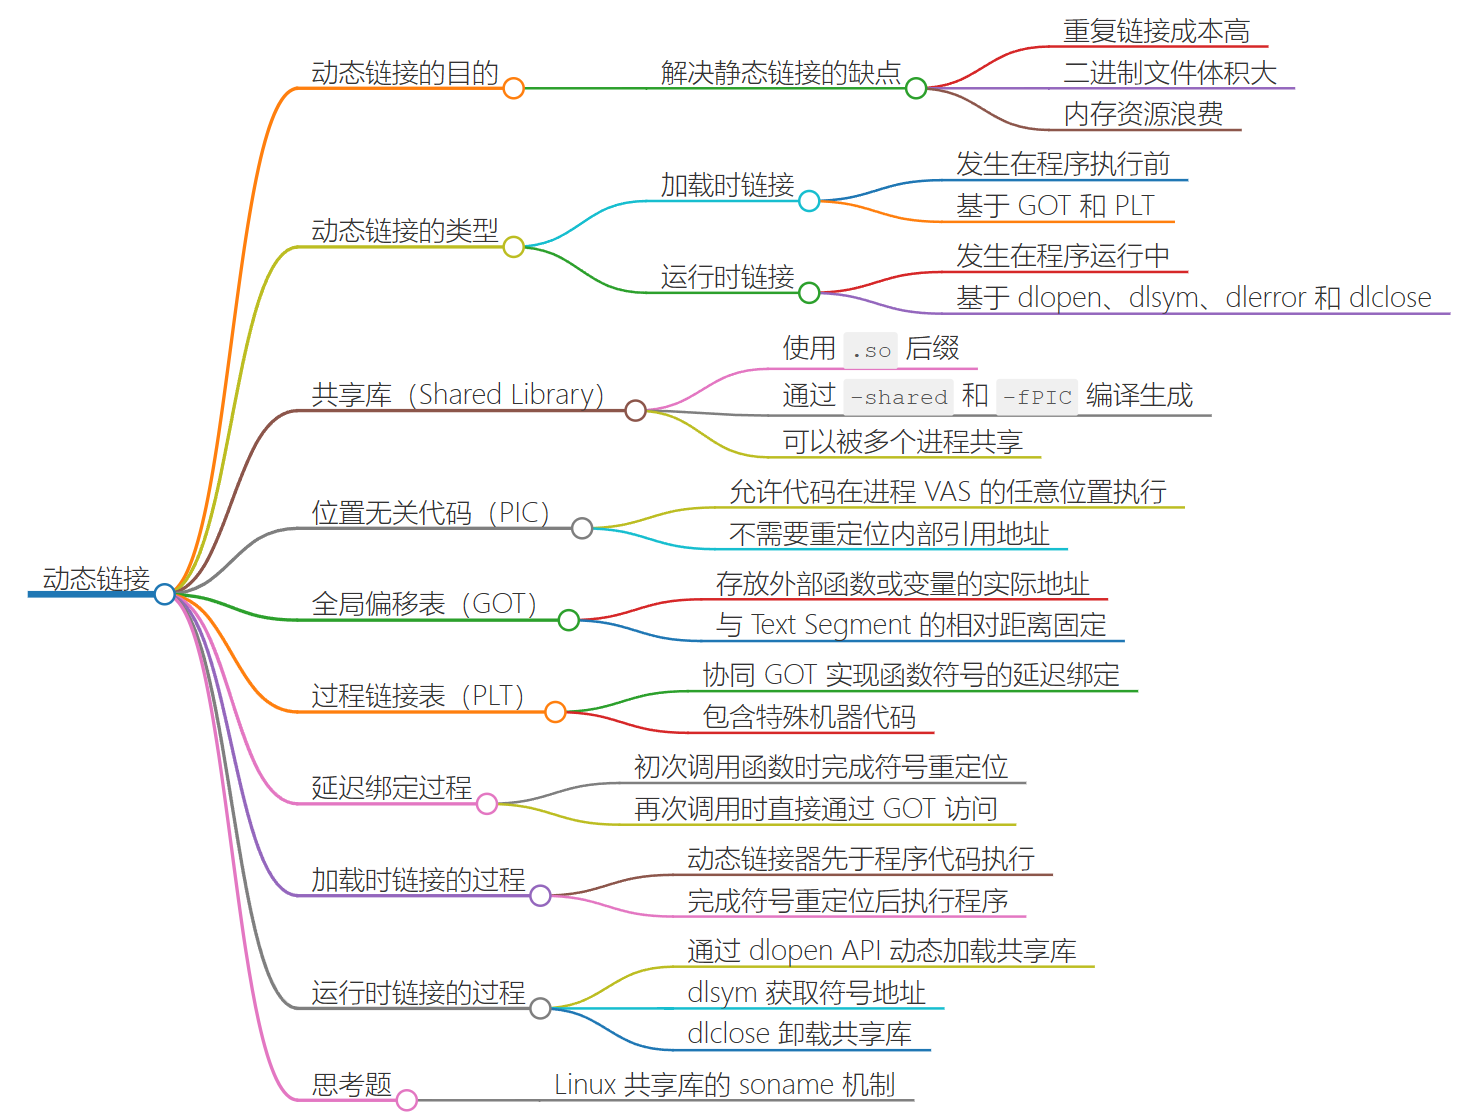 动态链接
动态链接的目的
解决静态链接的缺点
重复链接成本高
二进制文件体积大
内存资源浪费
动态链接的类型
加载时链接
发生在程序执行前
基于 GOT 和 PLT
运行时链接
发生在程序运行中
基于 dlopen、dlsym、dlerror 和 dlclose
共享库（Shared Library）
使用 .so 后缀
通过 -shared 和 -fPIC 编译生成
可以被多个进程共享
位置无关代码（PIC）
允许代码在进程 VAS 的任意位置执行
不需要重定位内部引用地址
全局偏移表（GOT）
存放外部函数或变量的实际地址
与 Text Segment 的相对距离固定
过程链接表（PLT）
协同 GOT 实现函数符号的延迟绑定
包含特殊机器代码
延迟绑定过程
初次调用函数时完成符号重定位
再次调用时直接通过 GOT 访问
加载时链接的过程
动态链接器先于程序代码执行
完成符号重定位后执行程序
运行时链接的过程
通过 dlopen API 动态加载共享库
dlsym 获取符号地址
dlclose 卸载共享库
思考题
Linux 共享库的 soname 机制